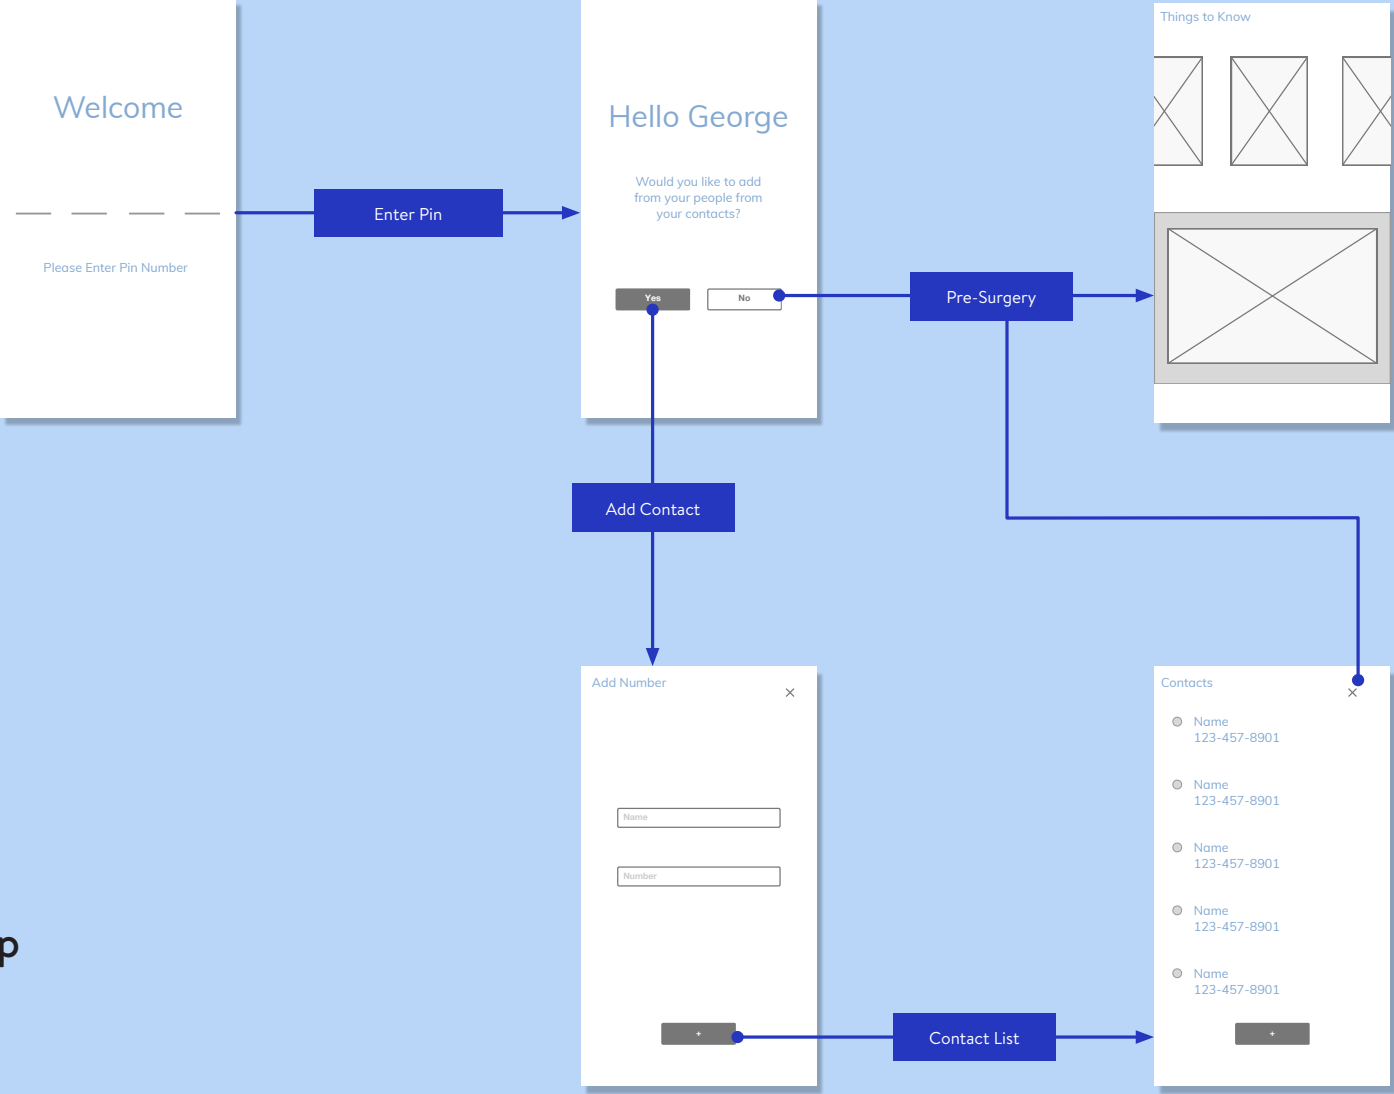 Welcome
Please Enter Pin Number
Enter Pin
Hello George
Would you like to add
from your people from
your contacts?
Yes
No
Pre-Surgery
Things to Know
Add Contact
Add Number
×
Name
Number
+
Contact List
Contacts
×
Name
123-457-8901
Name
123-457-8901
Name
123-457-8901
Name
123-457-8901
Name
123-457-8901
+
p